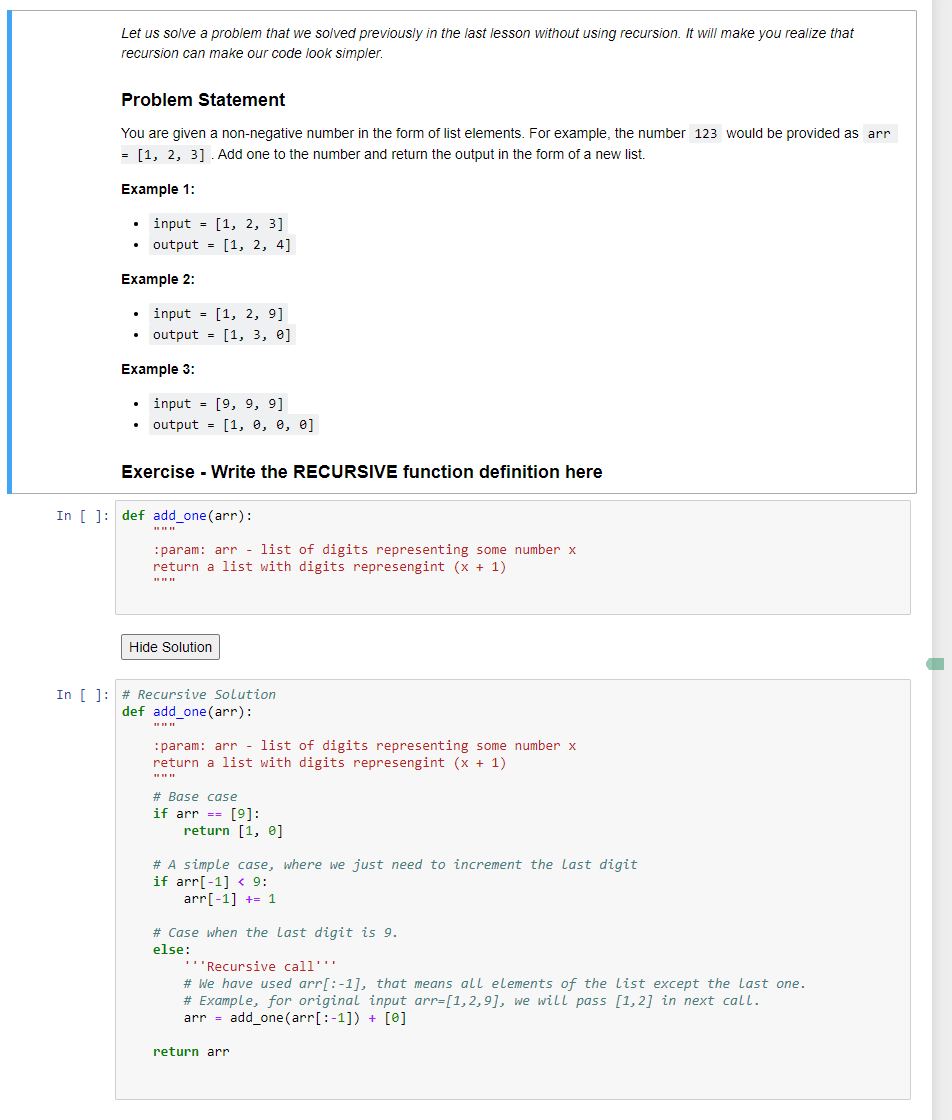 Let us solve a problem that we solved previously in the last lesson without using recursion. It will make you realize that
recursion can make our code look simpler.
Problem Statement
You are given a non-negative number in the form of list elements. For example, the number 123 would be provided as arr
= [1, 2, 3] . Add one to the number and return the output in the form of a new list.
Example 1:
• input = [1, 2, 3]
• output = [1, 2, 4]
Example 2:
• input = [1, 2, 9]
• output = [1, 3, 0]
Example 3:
• input = [9, 9, 9]
• output = [1, 0, 0, 0]
Exercise - Write the RECURSIVE function definition here
In [ ]: def add_one(arr):
    """
    :param: arr - list of digits representing some number x
    return a list with digits represengint (x + 1)
    """
Hide Solution
In [ ]: # Recursive Solution
def add_one(arr):
    """
    :param: arr - list of digits representing some number x
    return a list with digits represengint (x + 1)
    """
    # Base case
    if arr == [9]:
        return [1, 0]
    # A simple case, where we just need to increment the last digit
    if arr[-1] < 9:
        arr[-1] += 1
    # Case when the last digit is 9.
    else:
        '''Recursive call'''
        # We have used arr[:-1], that means all elements of the list except the last one.
        # Example, for original input arr=[1,2,9], we will pass [1,2] in next call.
        arr = add_one(arr[:-1]) + [0]
    return arr